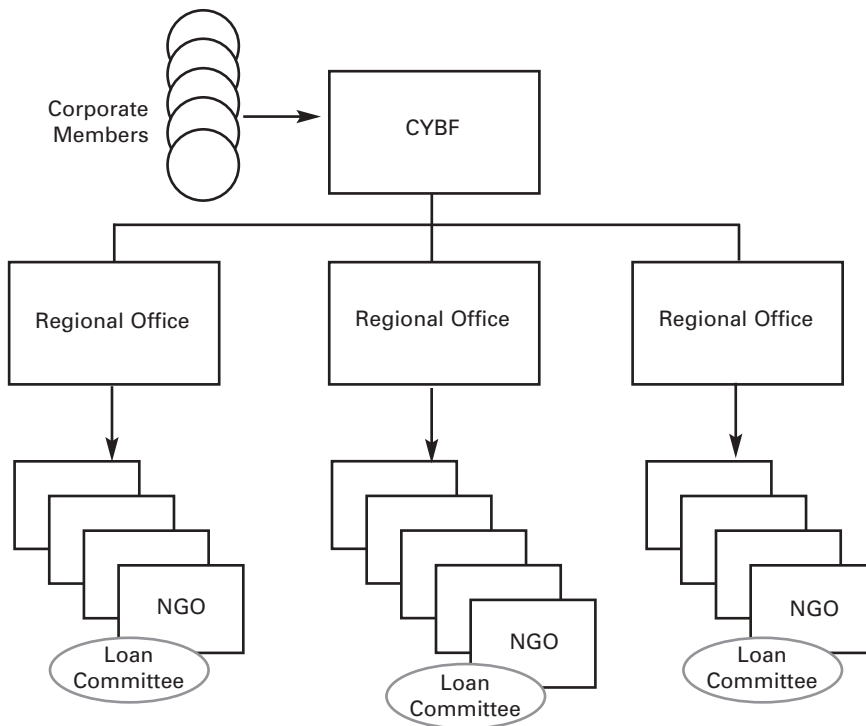 Corporate
Members
CYBF
Regional Office
Regional Office
Regional Office
NGO
Loan
Committee
NGO
Loan
Committee
NGO
Loan
Committee